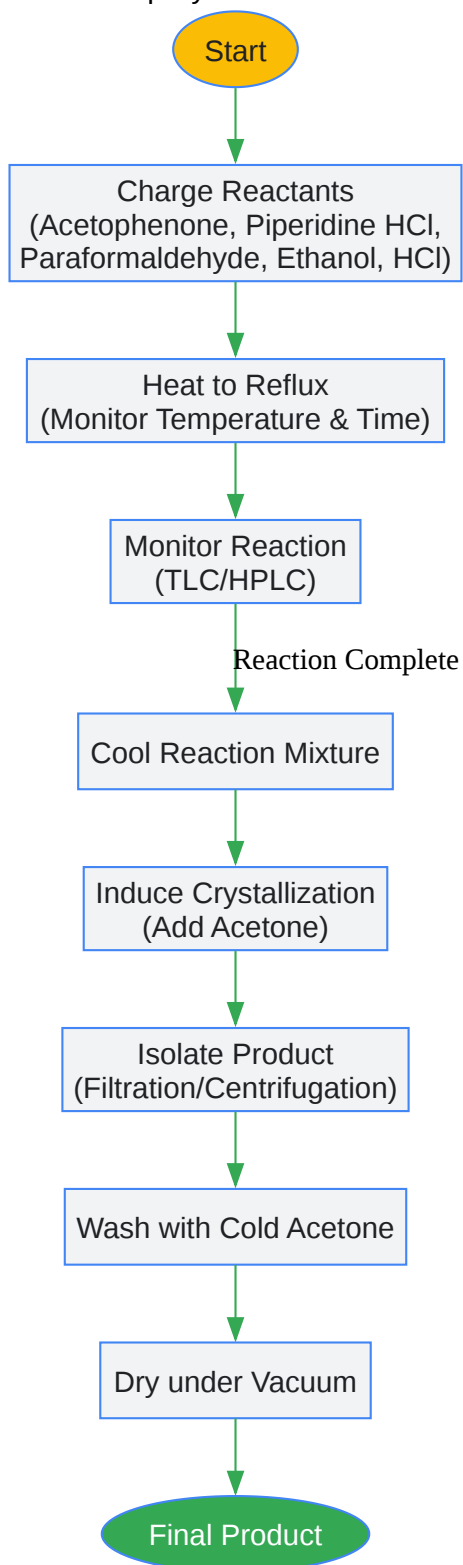 Start
Charge Reactants
(Acetophenone, Piperidine HCl,
Paraformaldehyde, Ethanol, HCl)
Heat to Reflux
(Monitor Temperature & Time)
Monitor Reaction
(TLC/HPLC)
Reaction Complete
Cool Reaction Mixture
Induce Crystallization
(Add Acetone)
Isolate Product
(Filtration/Centrifugation)
Wash with Cold Acetone
Dry under Vacuum
Final Product